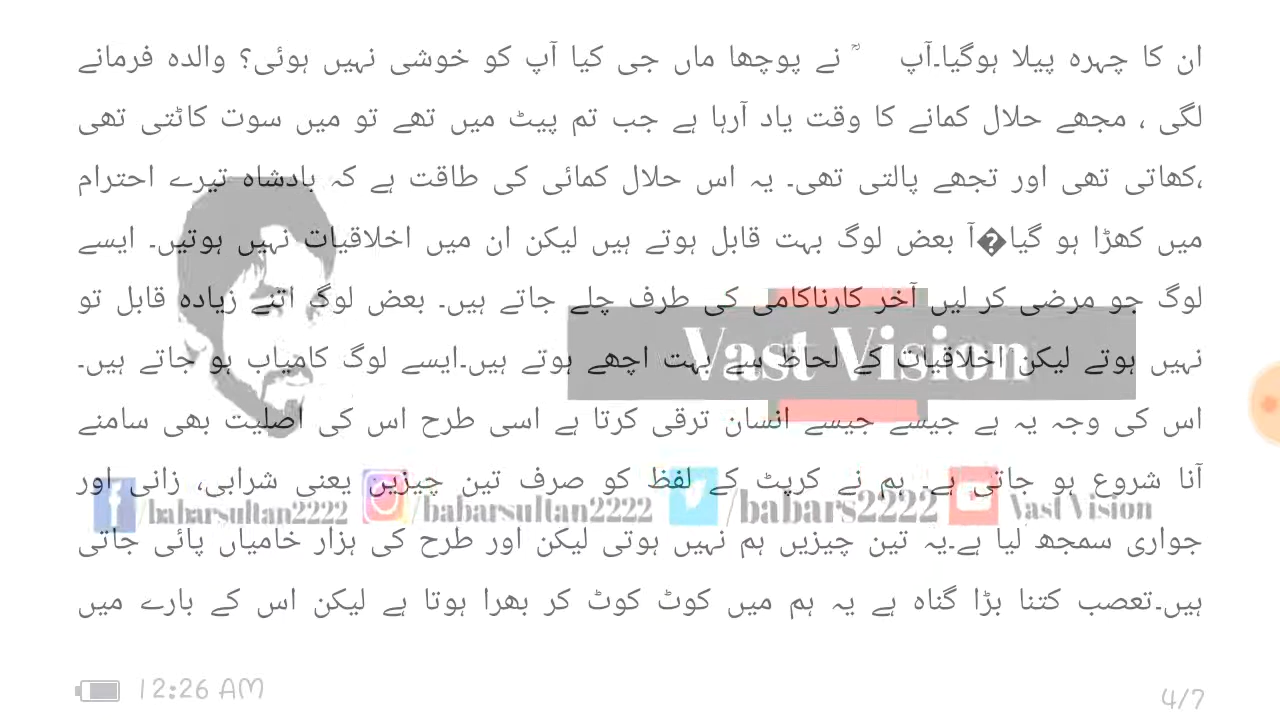 ان کا چہرہ پیلا ہوگیا۔آپ ؒ نے پوچھا ماں جی کیا آپ کو خوشی نہیں ہوئی؟ والدہ فرمانے
لگی ، مجھے حلال کمانے کا وقت یاد آرہا ہے جب تم پیٹ میں تھے تو میں سوت کاٹتی تھی
،کھاتی تھی اور تجھے پالتی تھی۔ یہ اس حلال کمائی کی طاقت ہے کہ بادشاہ تیرے احترام
میں کھڑا ہو گیا�آ بعض لوگ بہت قابل ہوتے ہیں لیکن ان میں اخلاقیات نہیں ہوتیں۔ ایسے
لوگ جو مرضی کر لیں آخر کارناکامی کی طرف چلے جاتے ہیں۔ بعض لوگ اتنے زیادہ قابل تو
نہیں ہوتے لیکن اخلاقیات کے لحاظ سے بہت اچھے ہوتے ہیں۔ایسے لوگ کامیاب ہو جاتے ہیں۔
Vast Vision
اس کی وجہ یہ ہے جیسے جیسے انسان ترقی کرتا ہے اسی طرح اس کی اصلیت بھی سامنے
آنا شروع ہو جاتی ہے۔ ہم نے کرپٹ کے لفظ کو صرف تین چیزیں یعنی شرابی، زانی اور
/babarsultan2222 /babarsultan2222 /babars2222 Vast Vision
جواری سمجھ لیا ہے۔یہ تین چیزیں ہم نہیں ہوتی لیکن اور طرح کی ہزار خامیاں پائی جاتی
ہیں۔تعصب کتنا بڑا گناہ ہے یہ ہم میں کوٹ کوٹ کر بھرا ہوتا ہے لیکن اس کے بارے میں
12:26 AM
4/7